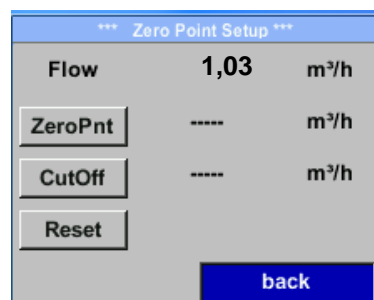 *** Zero Point Setup ***
Flow 1,03 m³/h
ZeroPnt ----- m³/h
CutOff ----- m³/h
Reset
back